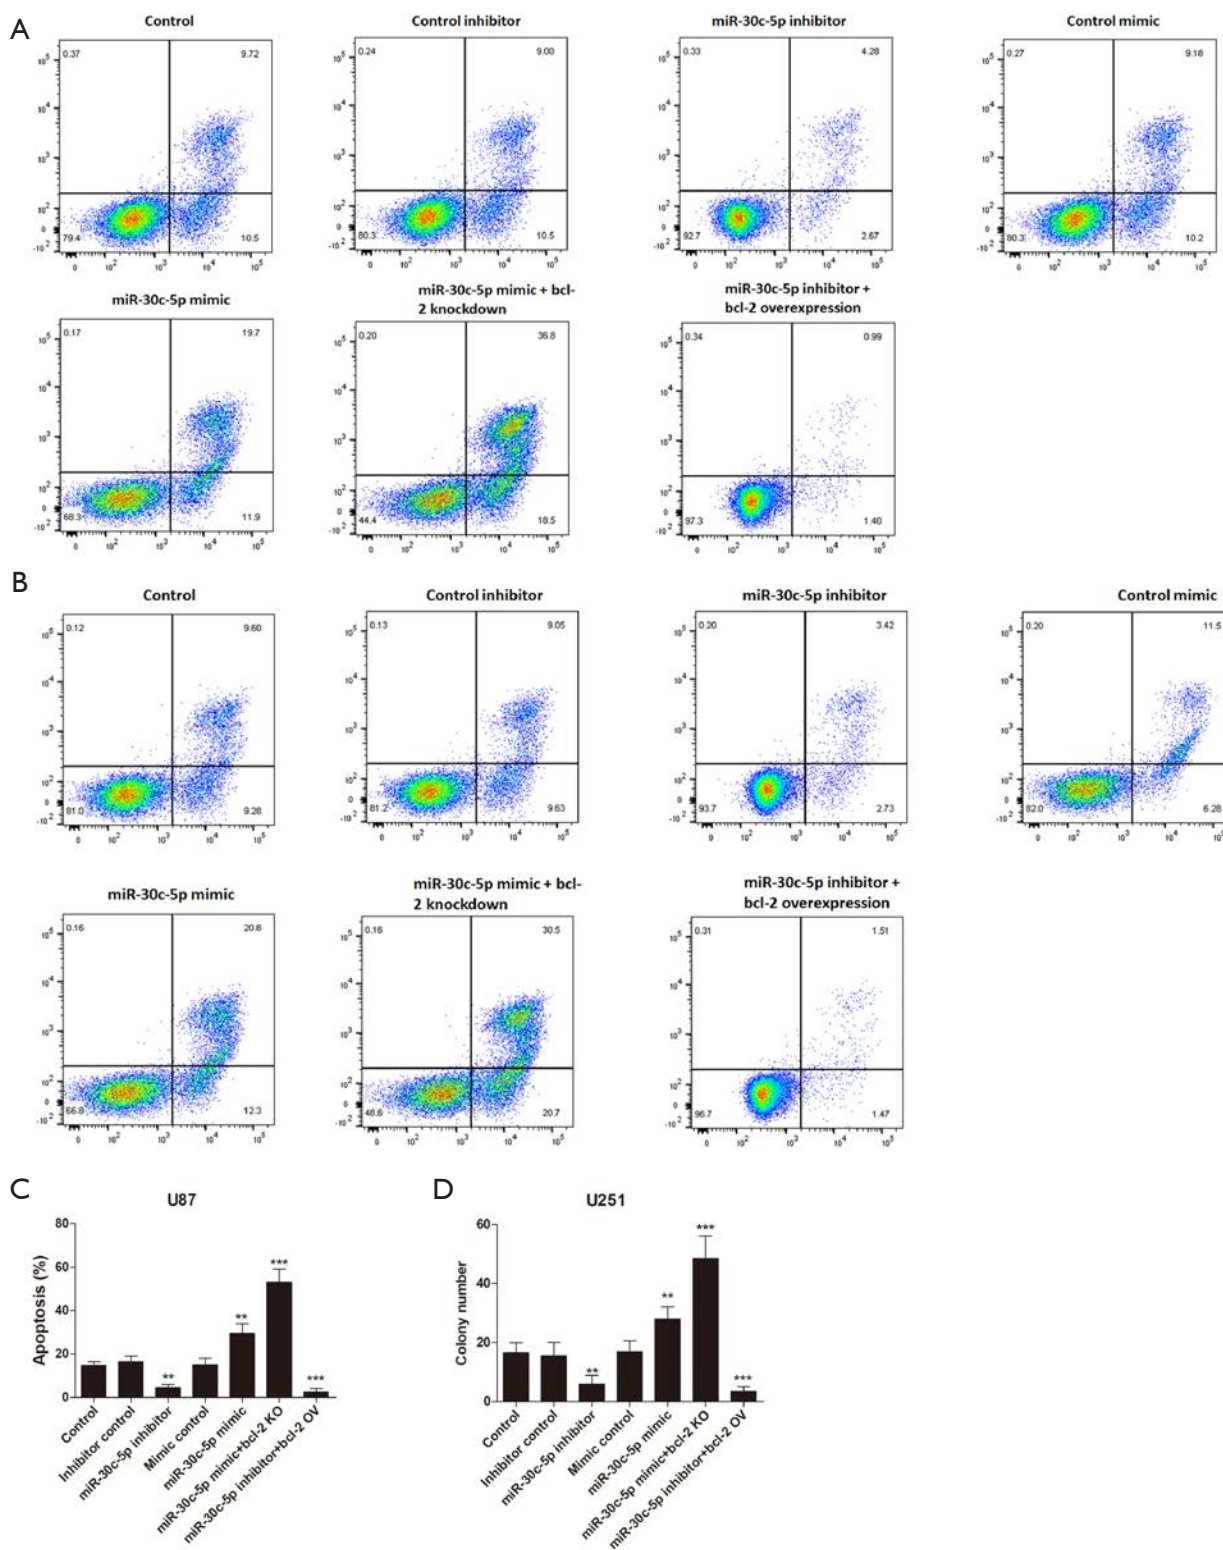 A
Control
Control inhibitor
miR-30c-5p inhibitor
Control mimic
0.37 9.72
79.4 10.5
0.24 9.00
80.3 10.5
0.33 4.28
92.7 2.67
0.27 9.18
80.3 10.2
miR-30c-5p mimic
miR-30c-5p mimic + bcl-
2 knockdown
miR-30c-5p inhibitor +
bcl-2 overexpression
0.17 19.7
68.3 11.9
0.20 36.8
44.4 18.5
0.34 0.99
97.3 1.40
B
Control
Control inhibitor
miR-30c-5p inhibitor
Control mimic
0.12 9.60
81.0 9.28
0.13 9.05
81.2 9.63
0.20 3.42
93.7 2.73
0.20 11.5
82.0 6.28
miR-30c-5p mimic
miR-30c-5p mimic + bcl-
2 knockdown
miR-30c-5p inhibitor +
bcl-2 overexpression
0.16 20.8
66.8 12.3
0.16 30.5
48.6 20.7
0.31 1.51
96.7 1.47
C
U87
Apoptosis (%)
80
60
40
20
0
** ** *** ***
Control
Inhibitor control
miR-30c-5p inhibitor
Mimic control
miR-30c-5p mimic
miR-30c-5p mimic+bcl-2 KO
miR-30c-5p inhibitor+bcl-2 OV
D
U251
Colony number
60
40
20
0
** ** *** ***
Control
Inhibitor control
miR-30c-5p inhibitor
Mimic control
miR-30c-5p mimic
miR-30c-5p mimic+bcl-2 KO
miR-30c-5p inhibitor+bcl-2 OV